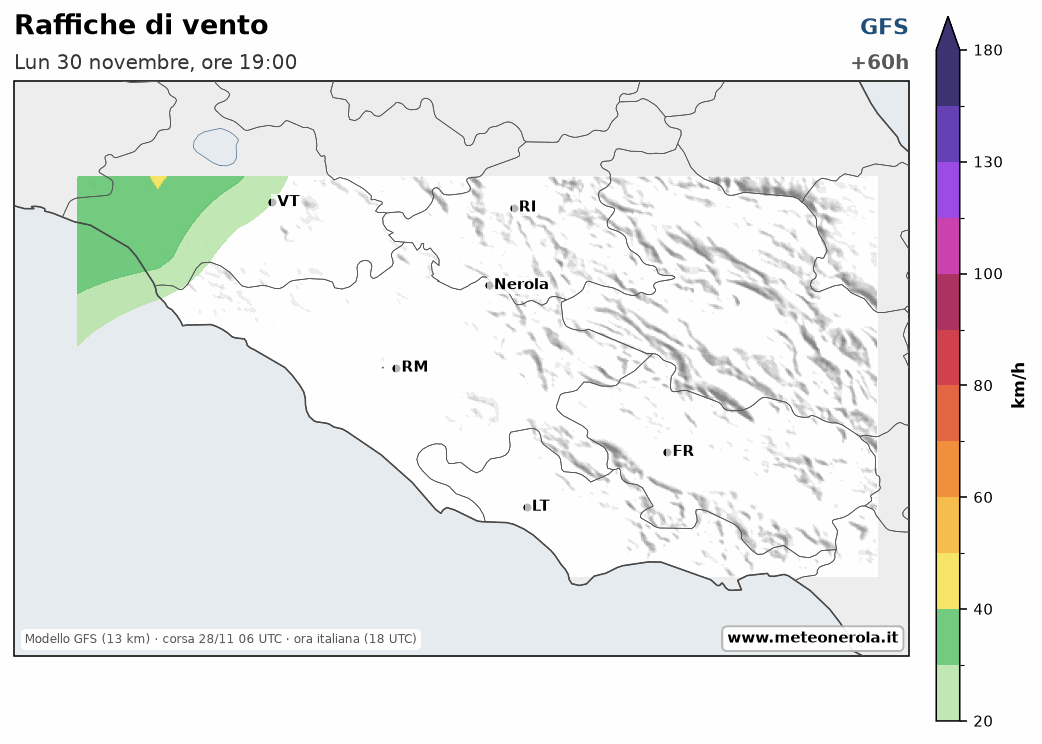 Raffiche di vento
GFS
Lun 30 novembre, ore 19:00
+60h
180
130
100
80
60
40
20
km/h
VT
RI
Nerola
RM
FR
LT
Modello GFS (13 km) · corsa 28/11 06 UTC · ora italiana (18 UTC)
www.meteonerola.it